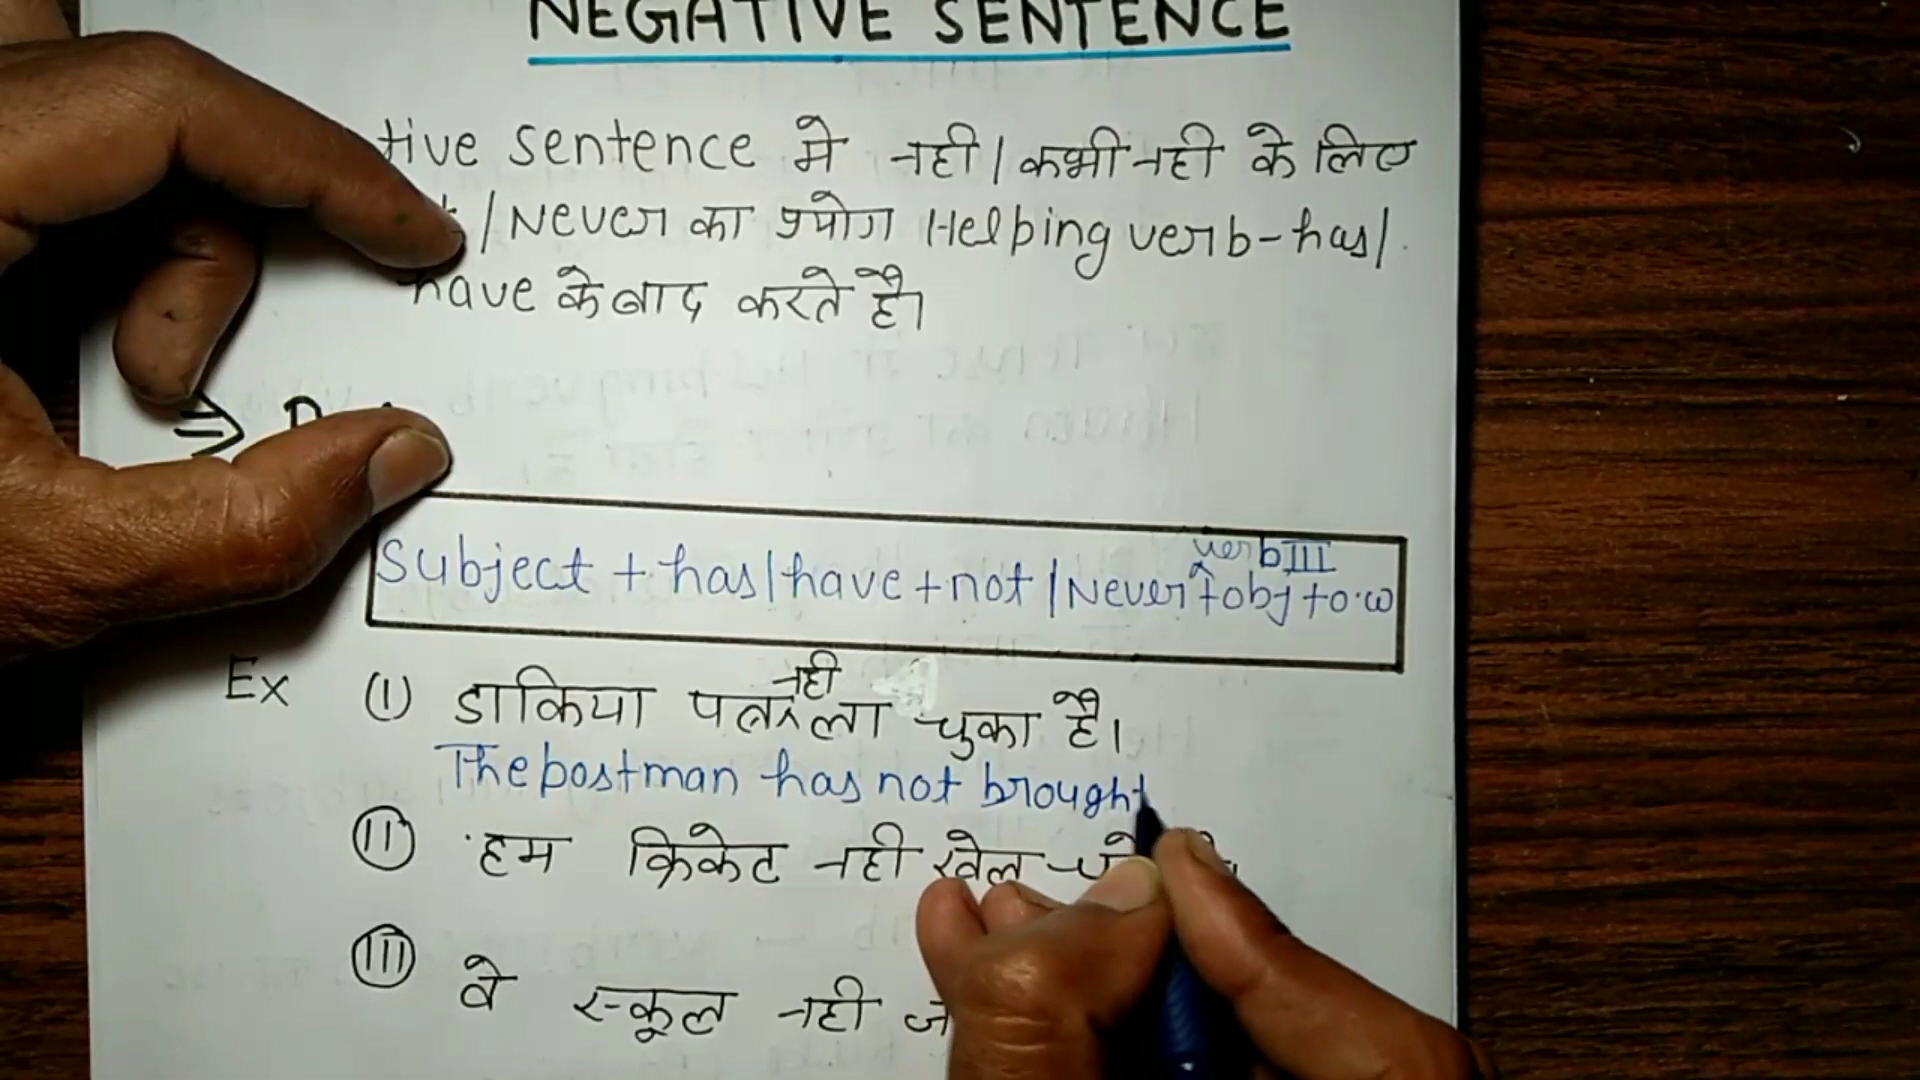 NEGATIVE SENTENCE
tive sentence मे नही / कभी नही के लिए
/ Never का प्रयोग Helping verb - has /
have के बाद करते है।
⇒
verb III
Subject + has / have + not / Never + obj + o.w
नही
Ex (I) डाकिया पत्र ला चुका है।
The postman has not brought
(II) हम क्रिकेट नही खेल
(III) वे स्कूल नही